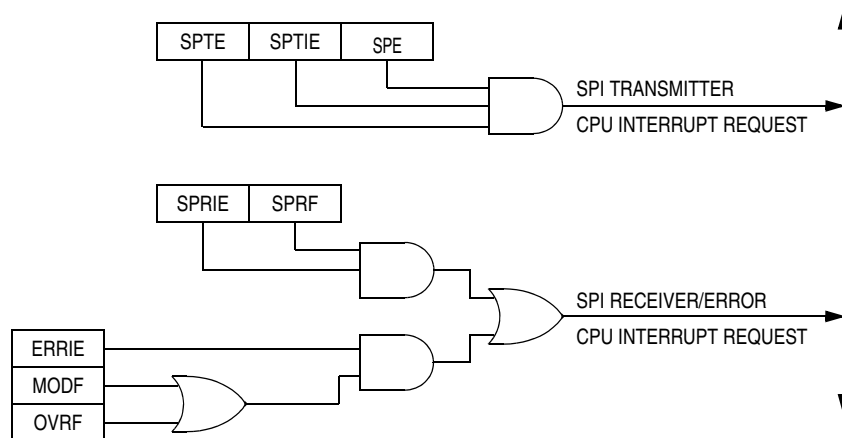 SPTE SPTIE SPE
SPI TRANSMITTER
CPU INTERRUPT REQUEST
SPRIE SPRF
SPI RECEIVER/ERROR
CPU INTERRUPT REQUEST
ERRIE
MODF
OVRF